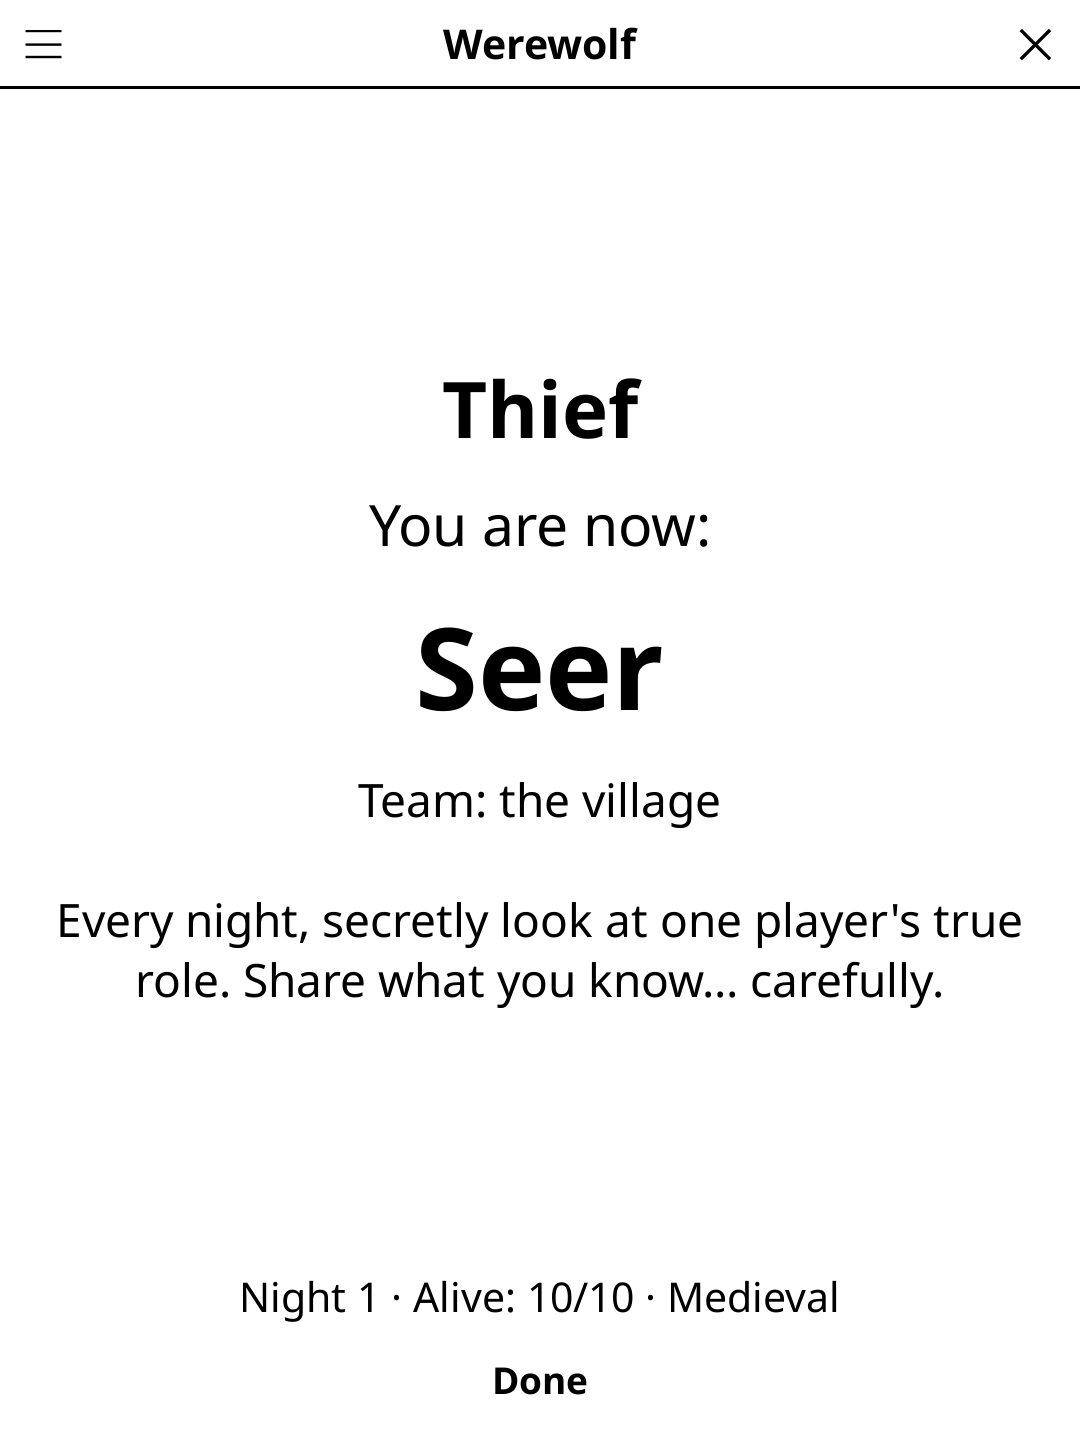 Werewolf
Thief
You are now:
Seer
Team: the village
Every night, secretly look at one player's true
role. Share what you know... carefully.
Night 1 · Alive: 10/10 · Medieval
Done